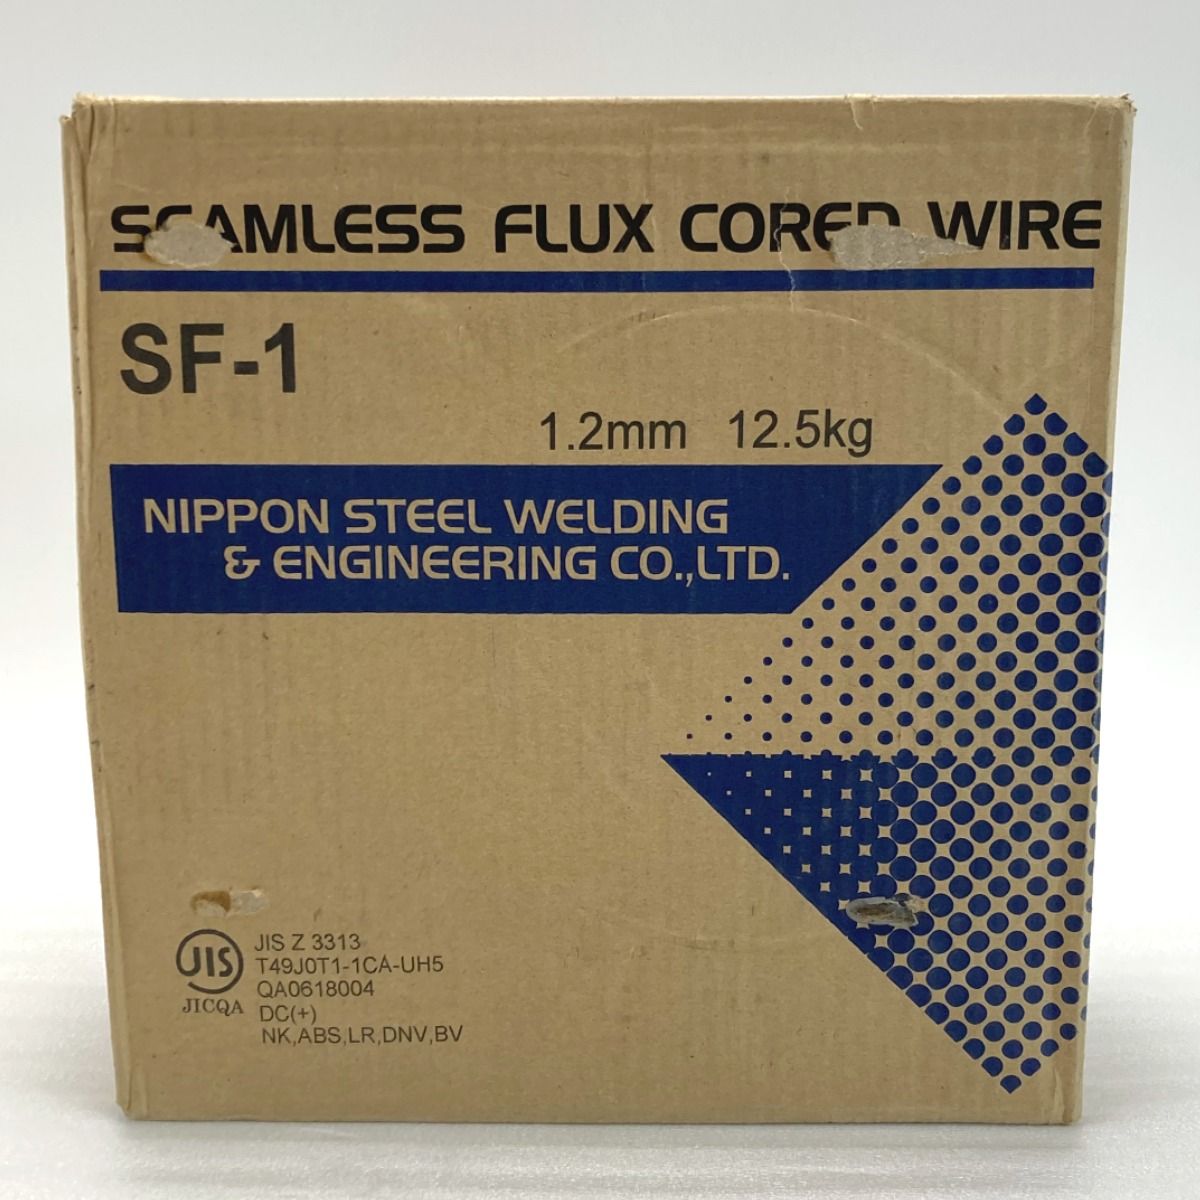 SEAMLESS FLUX CORED WIRE
SF-1
1.2mm 12.5kg
NIPPON STEEL WELDING
& ENGINEERING CO.,LTD.
JIS
JICQA
JIS Z 3313
T49J0T1-1CA-UH5
QA0618004
DC(+)
NK,ABS,LR,DNV,BV